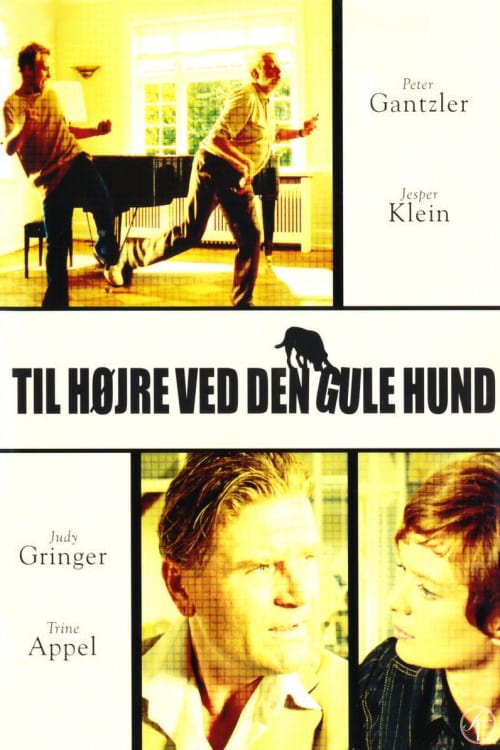 Peter
Gantzler
Jesper
Klein
TIL HØJRE VED DEN GULE HUND
Judy
Gringer
Trine
Appel